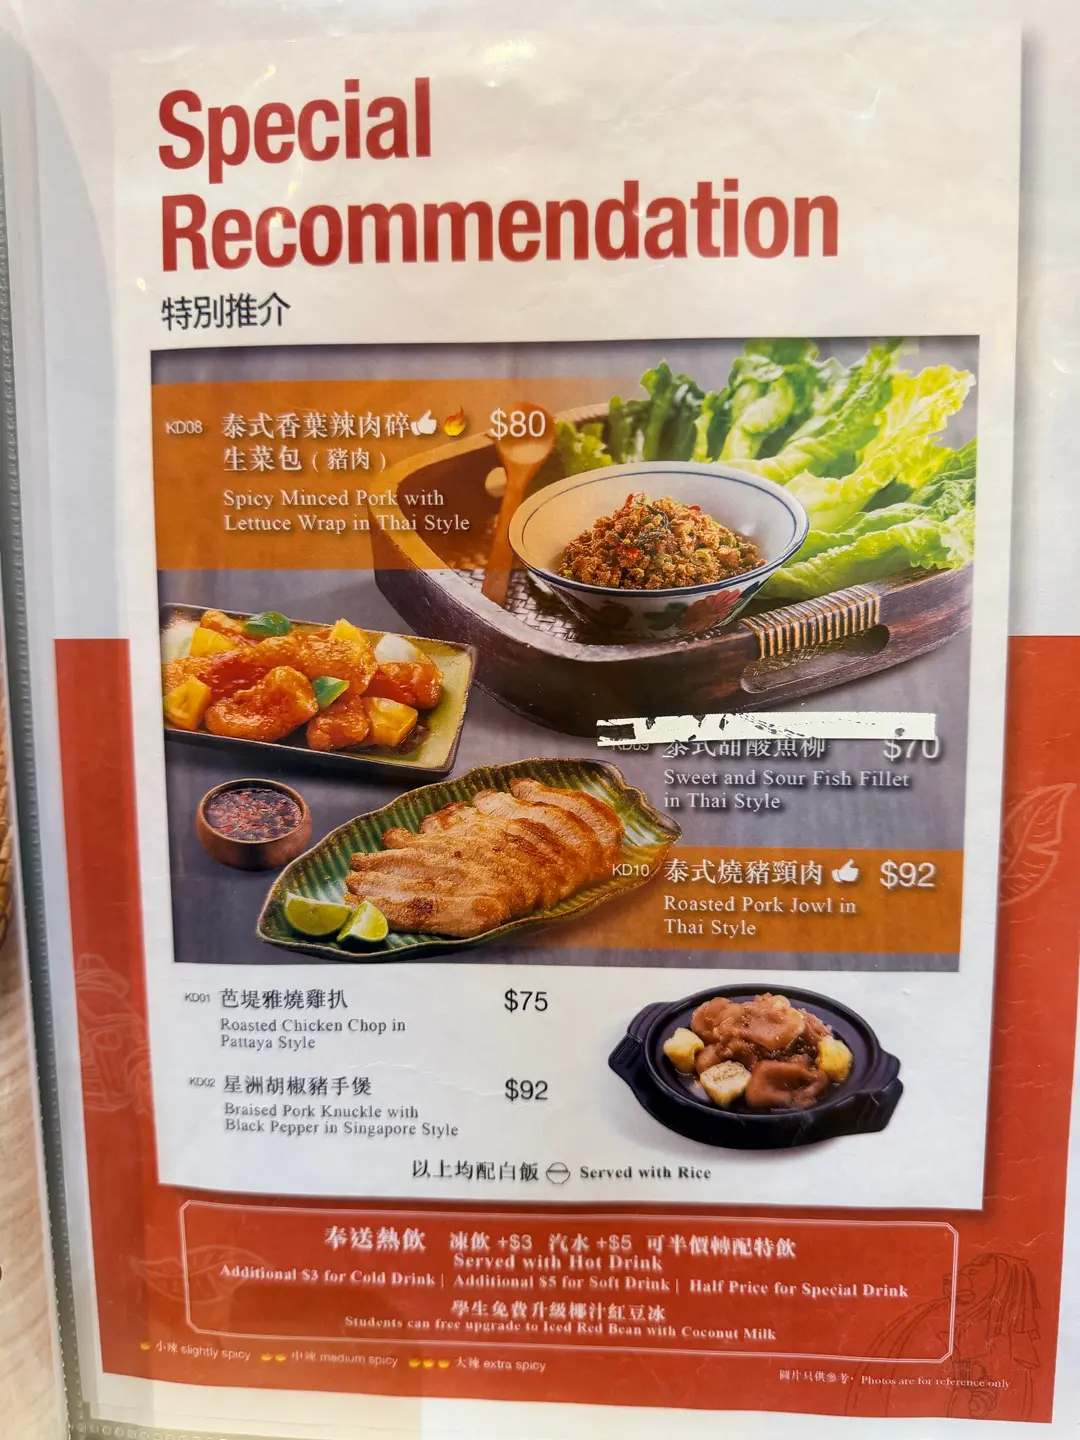 Special
Recommendation
特別推介
KD08 泰式香葉辣肉碎 $80
生菜包（豬肉）
Spicy Minced Pork with
Lettuce Wrap in Thai Style
KD09 泰式甜酸魚柳 $70
Sweet and Sour Fish Fillet
in Thai Style
KD10 泰式燒豬頸肉 $92
Roasted Pork Jowl in
Thai Style
KD01 芭堤雅燒雞扒 $75
Roasted Chicken Chop in
Pattaya Style
KD02 星洲胡椒豬手煲 $92
Braised Pork Knuckle with
Black Pepper in Singapore Style
以上均配白飯 Served with Rice
奉送熱飲 凍飲 +$3 汽水 +$5 可半價轉配特飲
Served with Hot Drink
Additional $3 for Cold Drink | Additional $5 for Soft Drink | Half Price for Special Drink
學生免費升級椰汁紅豆冰
Students can free upgrade to Iced Red Bean with Coconut Milk
小辣 slightly spicy 中辣 medium spicy 大辣 extra spicy
圖片只供參考。 Photos are for reference only